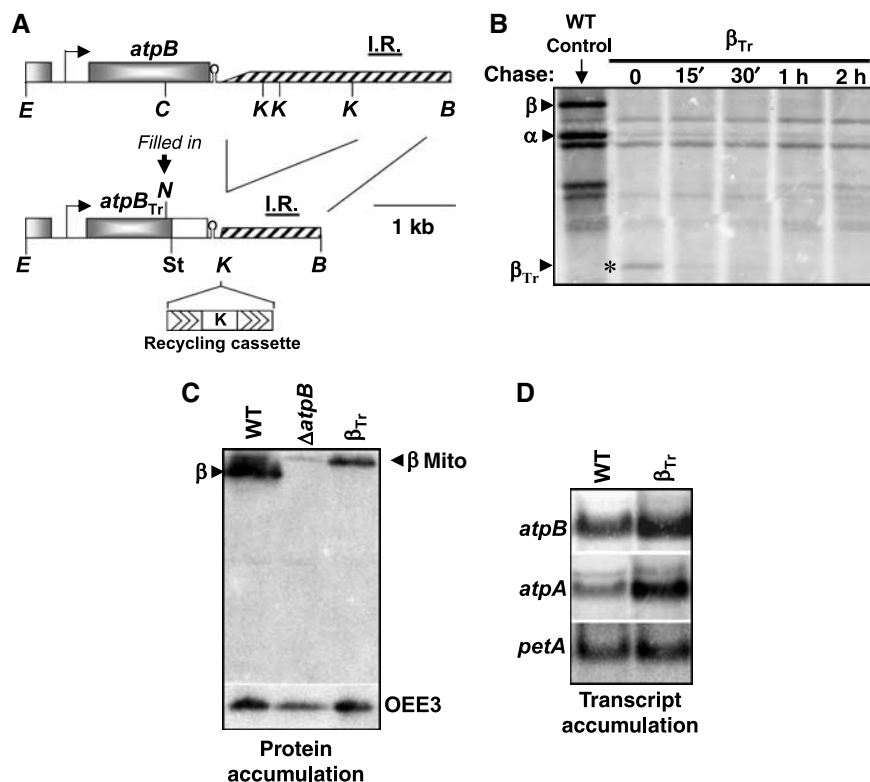 A
atpB
I.R.
E
C
K K
K
B
Filled in
N
atpBTr
I.R.
1 kb
E
St
K
B
K
Recycling cassette
B
WT
Control
βTr
Chase: 0 15′ 30′ 1 h 2 h
β
α
βTr
*
C
WT
ΔatpB
βTr
β
β Mito
OEE3
Protein
accumulation
D
WT
βTr
atpB
atpA
petA
Transcript
accumulation